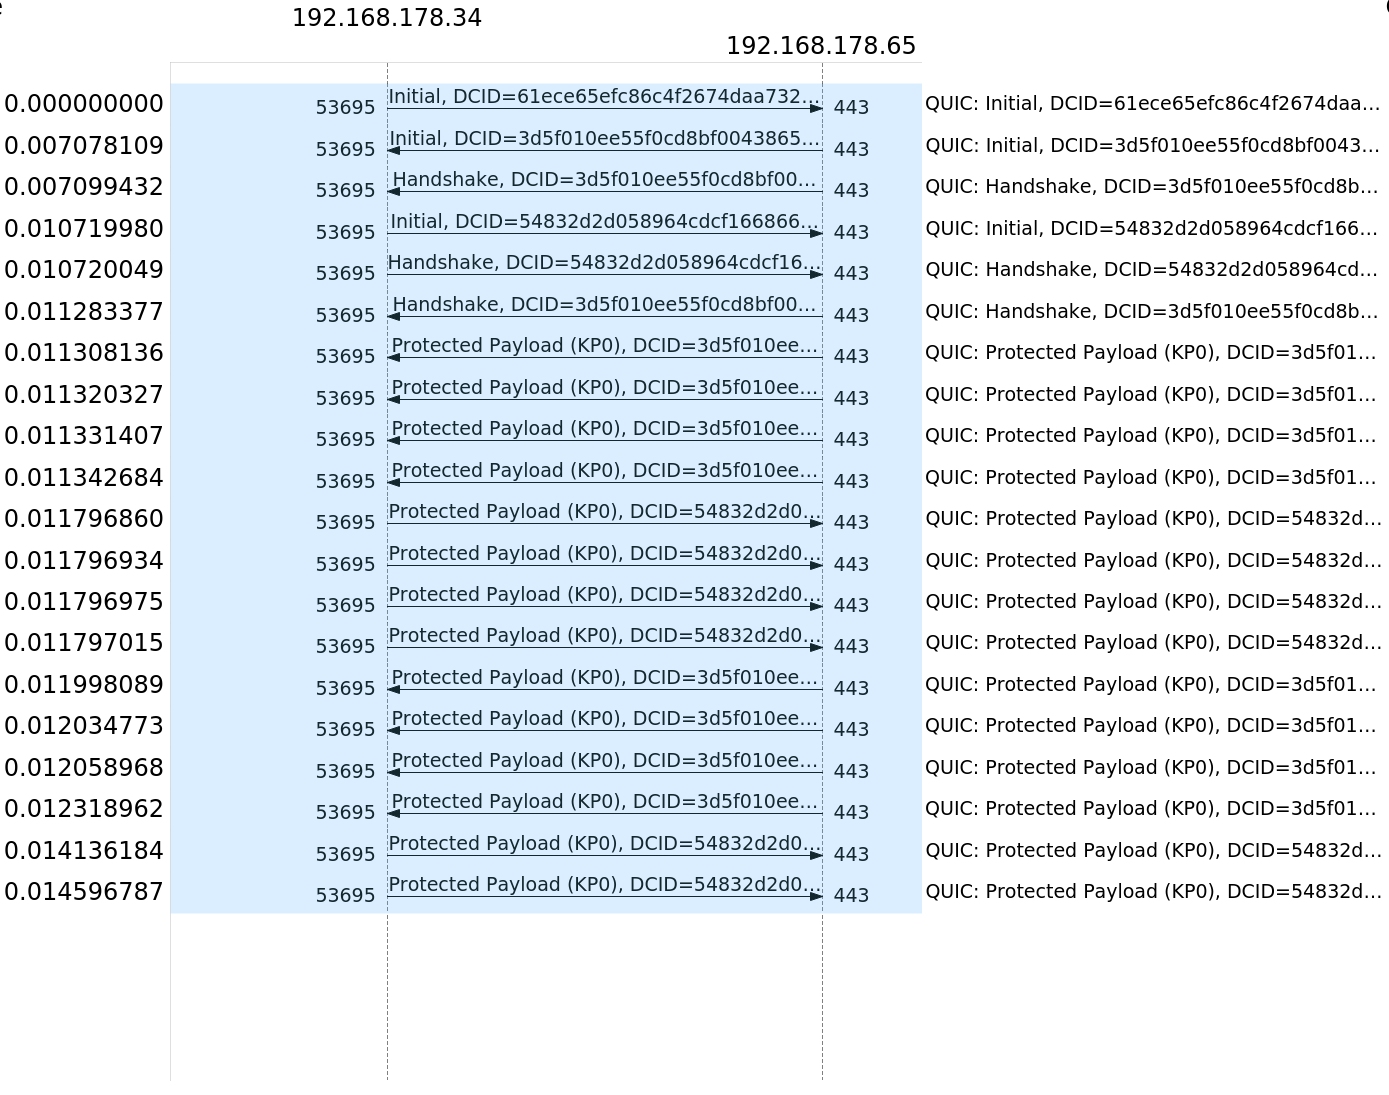 192.168.178.34
192.168.178.65
0.000000000 53695 Initial, DCID=61ece65efc86c4f2674daa732… 443 QUIC: Initial, DCID=61ece65efc86c4f2674daa…
0.007078109 53695 Initial, DCID=3d5f010ee55f0cd8bf0043865… 443 QUIC: Initial, DCID=3d5f010ee55f0cd8bf0043…
0.007099432 53695 Handshake, DCID=3d5f010ee55f0cd8bf00… 443 QUIC: Handshake, DCID=3d5f010ee55f0cd8b…
0.010719980 53695 Initial, DCID=54832d2d058964cdcf166866… 443 QUIC: Initial, DCID=54832d2d058964cdcf166…
0.010720049 53695 Handshake, DCID=54832d2d058964cdcf16… 443 QUIC: Handshake, DCID=54832d2d058964cd…
0.011283377 53695 Handshake, DCID=3d5f010ee55f0cd8bf00… 443 QUIC: Handshake, DCID=3d5f010ee55f0cd8b…
0.011308136 53695 Protected Payload (KP0), DCID=3d5f010ee… 443 QUIC: Protected Payload (KP0), DCID=3d5f01…
0.011320327 53695 Protected Payload (KP0), DCID=3d5f010ee… 443 QUIC: Protected Payload (KP0), DCID=3d5f01…
0.011331407 53695 Protected Payload (KP0), DCID=3d5f010ee… 443 QUIC: Protected Payload (KP0), DCID=3d5f01…
0.011342684 53695 Protected Payload (KP0), DCID=3d5f010ee… 443 QUIC: Protected Payload (KP0), DCID=3d5f01…
0.011796860 53695 Protected Payload (KP0), DCID=54832d2d0… 443 QUIC: Protected Payload (KP0), DCID=54832d…
0.011796934 53695 Protected Payload (KP0), DCID=54832d2d0… 443 QUIC: Protected Payload (KP0), DCID=54832d…
0.011796975 53695 Protected Payload (KP0), DCID=54832d2d0… 443 QUIC: Protected Payload (KP0), DCID=54832d…
0.011797015 53695 Protected Payload (KP0), DCID=54832d2d0… 443 QUIC: Protected Payload (KP0), DCID=54832d…
0.011998089 53695 Protected Payload (KP0), DCID=3d5f010ee… 443 QUIC: Protected Payload (KP0), DCID=3d5f01…
0.012034773 53695 Protected Payload (KP0), DCID=3d5f010ee… 443 QUIC: Protected Payload (KP0), DCID=3d5f01…
0.012058968 53695 Protected Payload (KP0), DCID=3d5f010ee… 443 QUIC: Protected Payload (KP0), DCID=3d5f01…
0.012318962 53695 Protected Payload (KP0), DCID=3d5f010ee… 443 QUIC: Protected Payload (KP0), DCID=3d5f01…
0.014136184 53695 Protected Payload (KP0), DCID=54832d2d0… 443 QUIC: Protected Payload (KP0), DCID=54832d…
0.014596787 53695 Protected Payload (KP0), DCID=54832d2d0… 443 QUIC: Protected Payload (KP0), DCID=54832d…